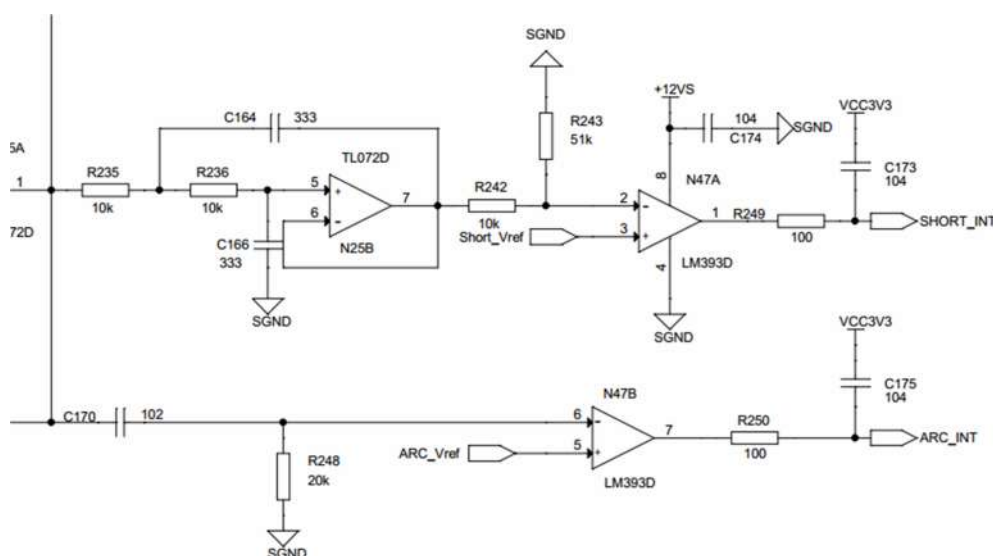 SGND
+12VS
VCC3V3
C164
333
R243
51k
104
C174
SGND
5A
TL072D
8
N47A
C173
104
1
R235
R236
5
7
R242
2
1
R249
SHORT_INT
10k
10k
6
10k
72D
C166
N25B
Short_Vref
3
100
333
4
LM393D
SGND
SGND
VCC3V3
N47B
C175
104
C170
102
6
7
R250
ARC_INT
R248
ARC_Vref
5
100
20k
LM393D
SGND